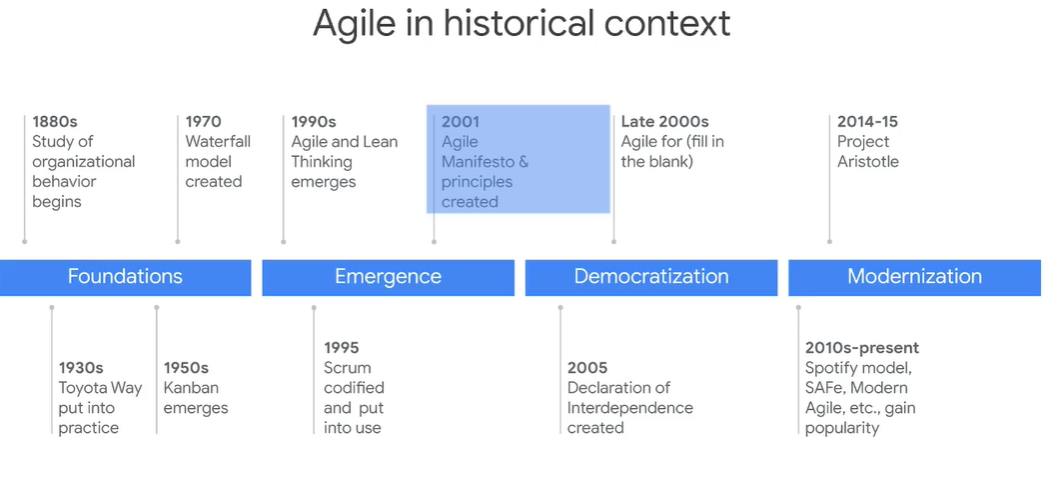 Agile in historical context
1880s
Study of
organizational
behavior
begins
1970
Waterfall
model
created
1990s
Agile and Lean
Thinking
emerges
2001
Agile
Manifesto &
principles
created
Late 2000s
Agile for (fill in
the blank)
2014-15
Project
Aristotle
Foundations
Emergence
Democratization
Modernization
1930s
Toyota Way
put into
practice
1950s
Kanban
emerges
1995
Scrum
codified
and put
into use
2005
Declaration of
Interdependence
created
2010s-present
Spotify model,
SAFe, Modern
Agile, etc., gain
popularity